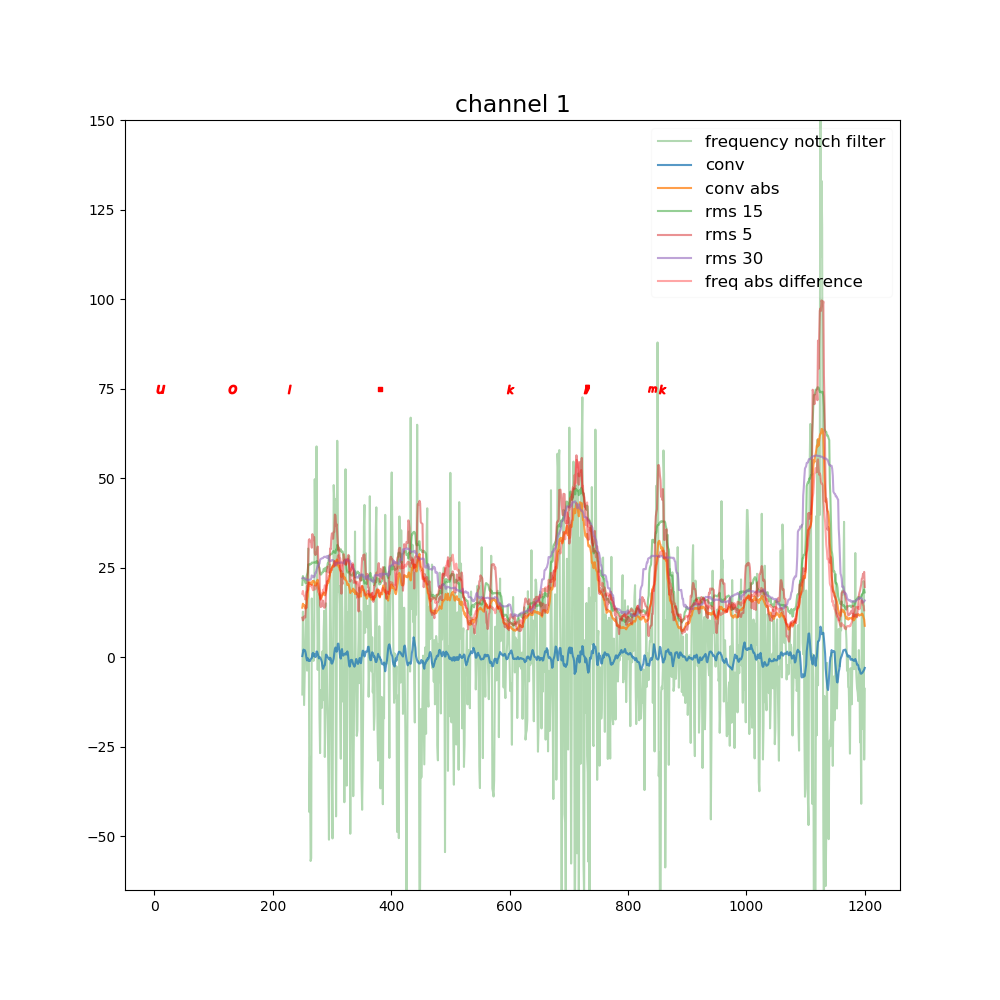 channel 1
150
125
100
75
50
25
0
−25
−50
frequency notch filter
conv
conv abs
rms 15
rms 5
rms 30
freq abs difference
u o l . k , m k
0 200 400 600 800 1000 1200